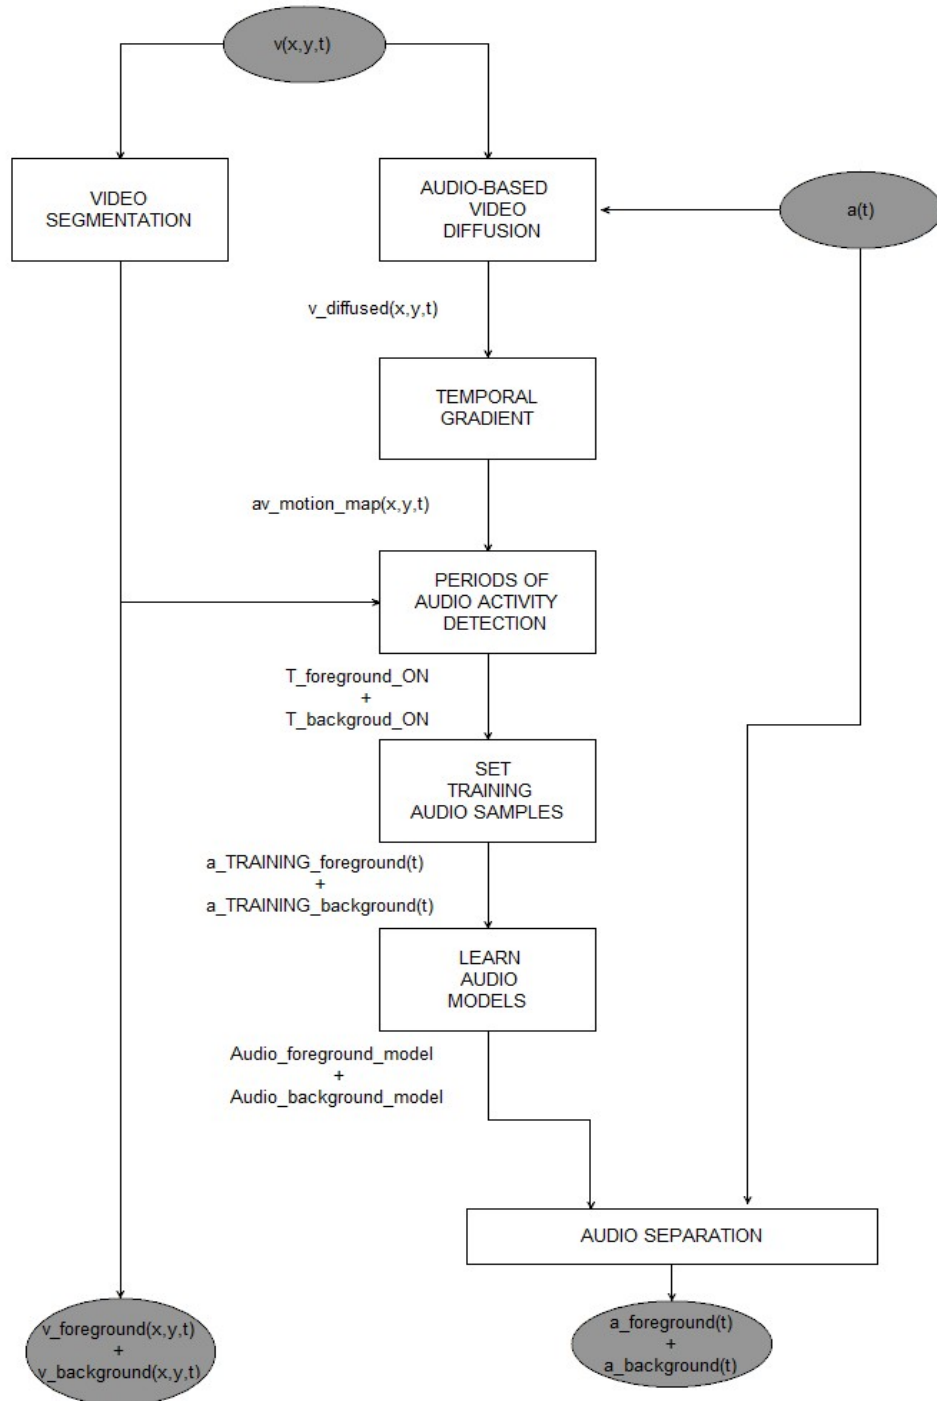 v(x,y,t)
VIDEO
SEGMENTATION
AUDIO-BASED
VIDEO
DIFFUSION
a(t)
v_diffused(x,y,t)
TEMPORAL
GRADIENT
av_motion_map(x,y,t)
PERIODS OF
AUDIO ACTIVITY
DETECTION
T_foreground_ON
+
T_backgroud_ON
SET
TRAINING
AUDIO SAMPLES
a_TRAINING_foreground(t)
+
a_TRAINING_background(t)
LEARN
AUDIO
MODELS
Audio_foreground_model
+
Audio_background_model
AUDIO SEPARATION
v_foreground(x,y,t)
+
v_background(x,y,t)
a_foreground(t)
+
a_background(t)